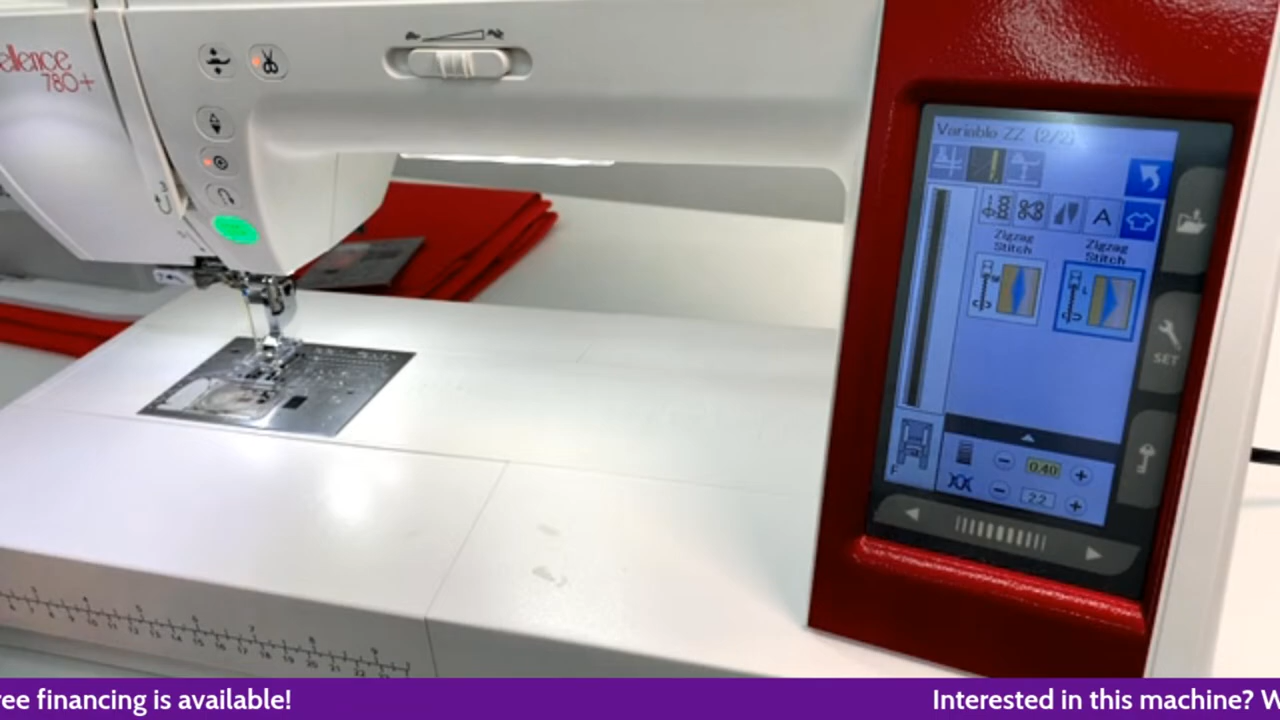 ellence
780+
Variable ZZ (2/2)
A
Zigzag Stitch
Zigzag Stitch
M
L
SET
F
0.40
2.2
ree financing is available!
Interested in this machine? W